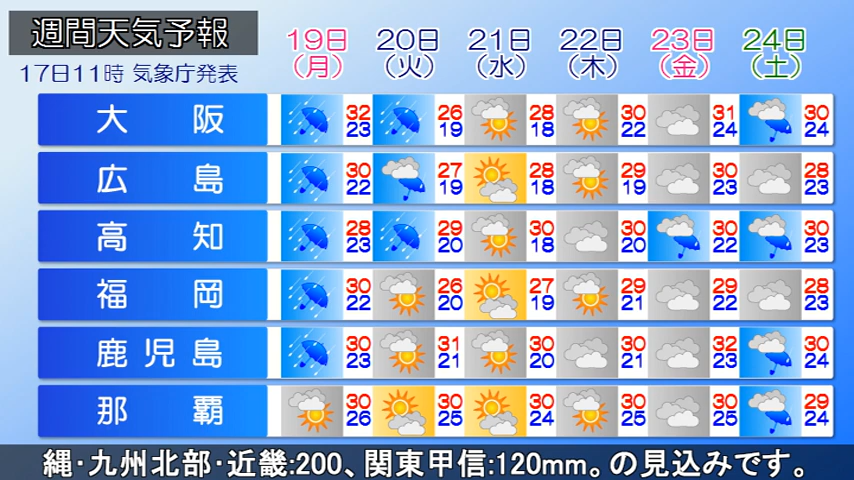 週間天気予報
17日11時 気象庁発表
19日 20日 21日 22日 23日 24日
(月) (火) (水) (木) (金) (土)
大阪 32 26 28 30 31 30
23 19 18 22 24 24
広島 30 27 28 29 30 28
22 19 18 19 23 23
高知 28 29 30 30 30 30
23 20 18 20 22 23
福岡 30 26 27 29 29 28
22 20 19 21 22 23
鹿児島 30 31 30 30 32 30
23 21 20 21 23 24
那覇 30 30 30 30 30 29
26 25 24 25 25 24
縄・九州北部・近畿:200、関東甲信:120mm。の見込みです。